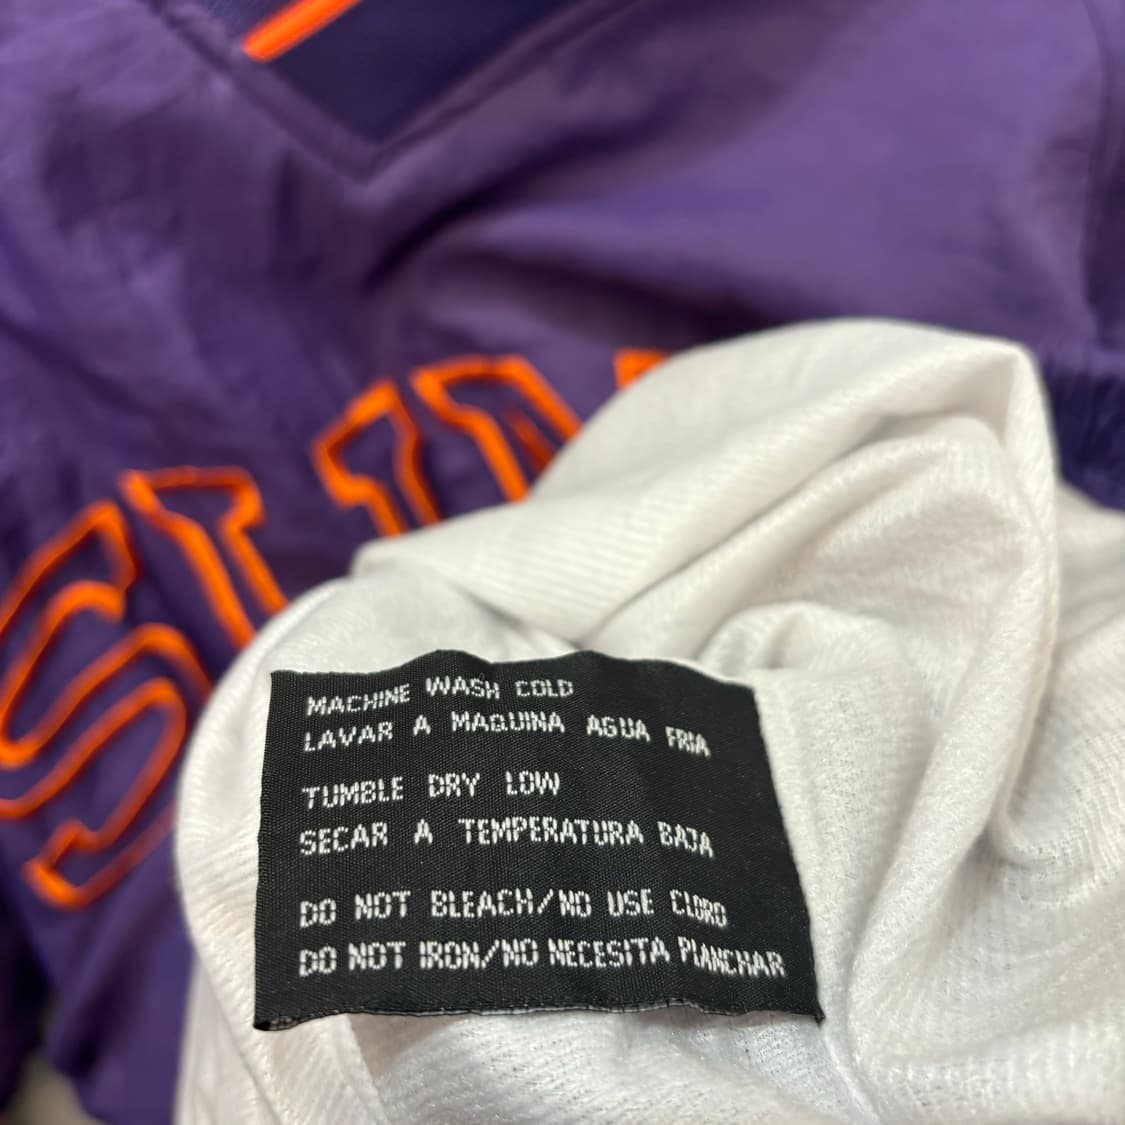 MACHINE WASH COLD
LAVAR A MAQUINA AGUA FRIA
TUMBLE DRY LOW
SECAR A TEMPERATURA BAJA
DO NOT BLEACH/NO USE CLORO
DO NOT IRON/NO NECESITA PLANCHAR